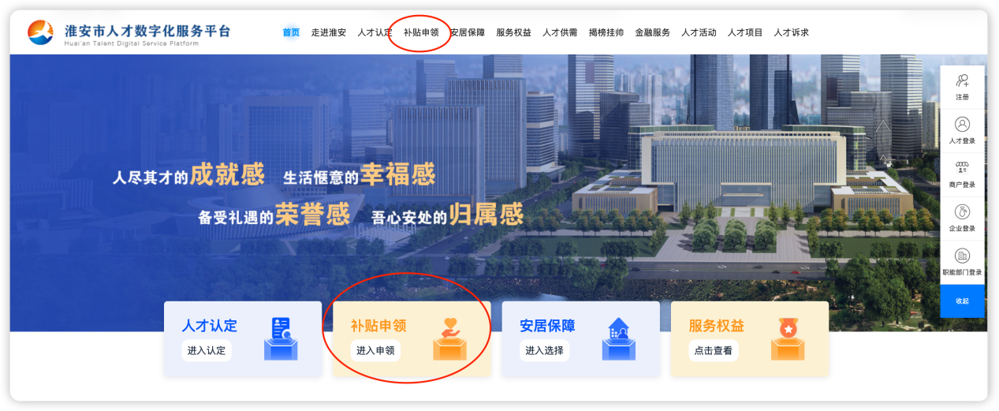 淮安市人才数字化服务平台
Huai'an Talent Digital Service Platform
首页 走进淮安 人才认定 补贴申领 安居保障 服务权益 人才供需 揭榜挂帅 金融服务 人才活动 人才项目 人才诉求
人尽其才的成就感 生活惬意的幸福感
备受礼遇的荣誉感 吾心安处的归属感
注册
人才登录
商户登录
企业登录
职能部门登录
收起
人才认定
进入认定
补贴申领
进入申领
安居保障
进入选择
服务权益
点击查看